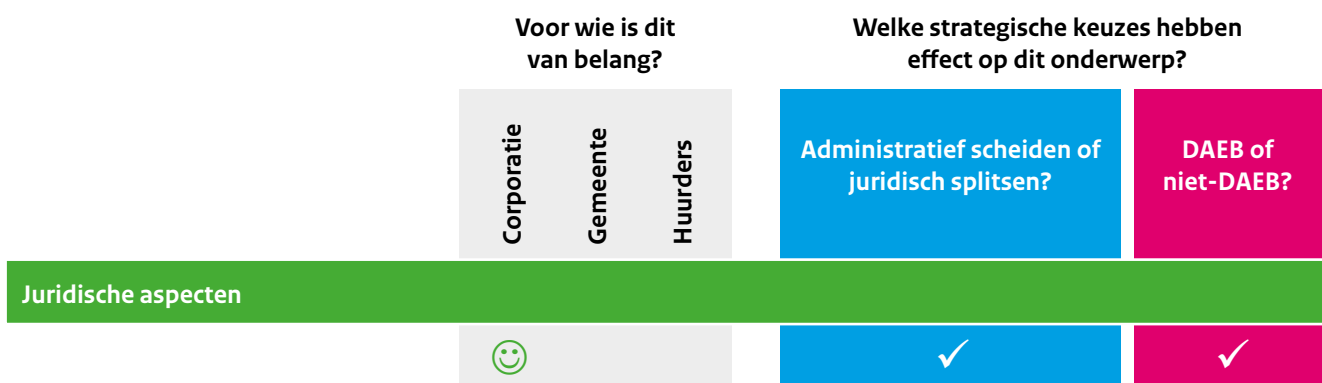 Voor wie is dit
van belang?
Welke strategische keuzes hebben
effect op dit onderwerp?
Corporatie
Gemeente
Huurders
Administratief scheiden of
juridisch splitsen?
DAEB of
niet-DAEB?
Juridische aspecten